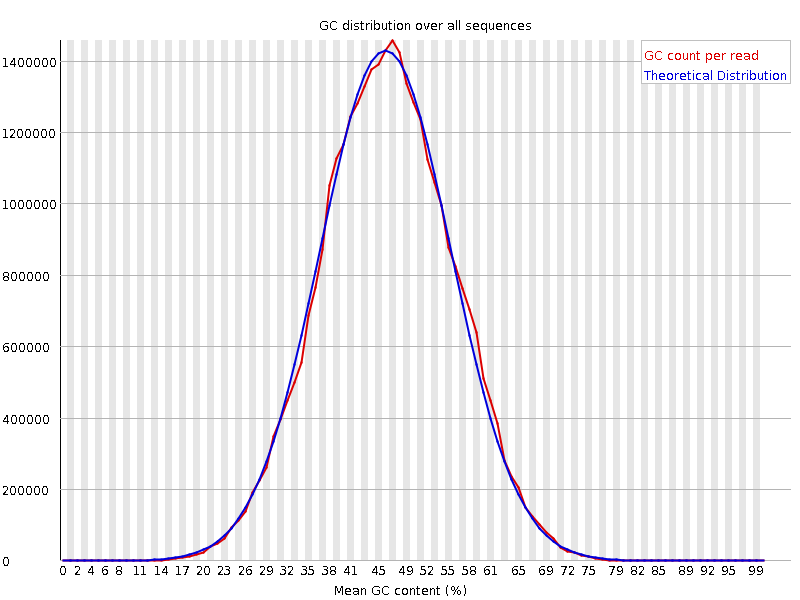 GC distribution over all sequences
GC count per read
Theoretical Distribution
1400000
1200000
1000000
800000
600000
400000
200000
0
0 2 4 6 8 11 14 17 20 23 26 29 32 35 38 41 45 49 52 55 58 61 65 69 72 75 79 82 85 89 92 95 99
Mean GC content (%)